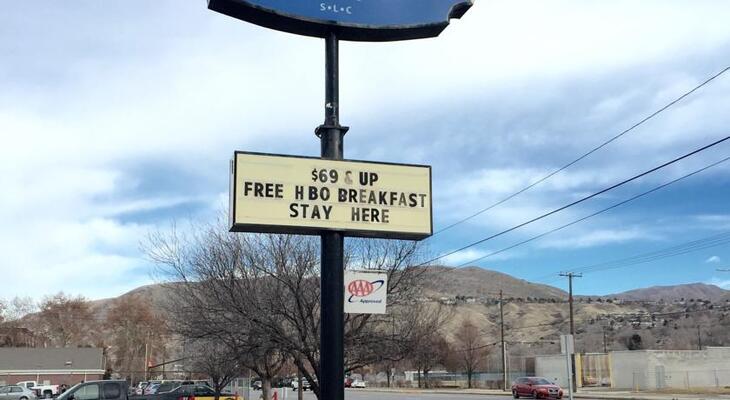 S•L•C
$69 & UP
FREE HBO BREAKFAST
STAY HERE
AAA
Approved